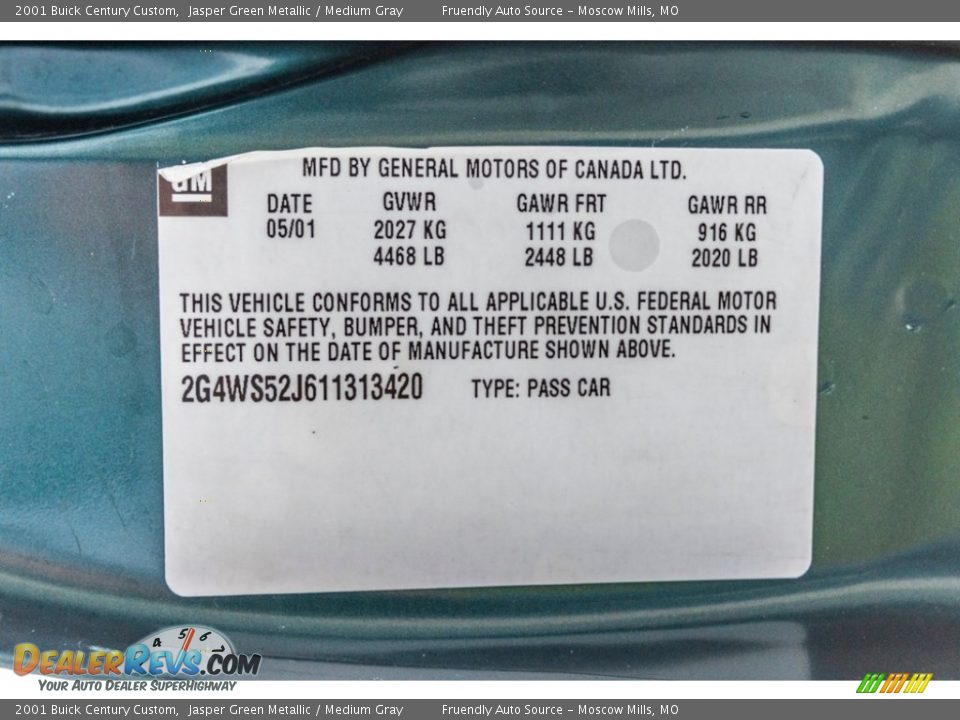 2001 Buick Century Custom, Jasper Green Metallic / Medium Gray Fruendly Auto Source - Moscow Mills, MO
GM
MFD BY GENERAL MOTORS OF CANADA LTD.
DATE GVWR GAWR FRT GAWR RR
05/01 2027 KG 1111 KG 916 KG
4468 LB 2448 LB 2020 LB
THIS VEHICLE CONFORMS TO ALL APPLICABLE U.S. FEDERAL MOTOR
VEHICLE SAFETY, BUMPER, AND THEFT PREVENTION STANDARDS IN
EFFECT ON THE DATE OF MANUFACTURE SHOWN ABOVE.
2G4WS52J611313420 TYPE: PASS CAR
4 5 6
DEALERREVS.COM
YOUR AUTO DEALER SUPERHIGHWAY
2001 Buick Century Custom, Jasper Green Metallic / Medium Gray Fruendly Auto Source - Moscow Mills, MO